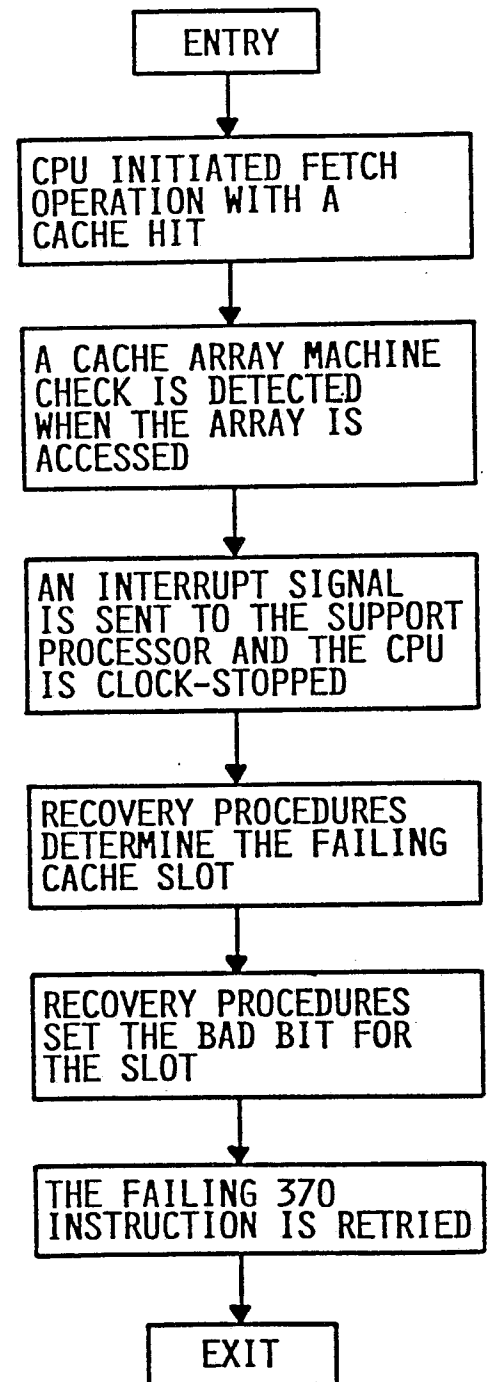 ENTRY
CPU INITIATED FETCH
OPERATION WITH A
CACHE HIT
A CACHE ARRAY MACHINE
CHECK IS DETECTED
WHEN THE ARRAY IS
ACCESSED
AN INTERRUPT SIGNAL
IS SENT TO THE SUPPORT
PROCESSOR AND THE CPU
IS CLOCK-STOPPED
RECOVERY PROCEDURES
DETERMINE THE FAILING
CACHE SLOT
RECOVERY PROCEDURES
SET THE BAD BIT FOR
THE SLOT
THE FAILING 370
INSTRUCTION IS RETRIED
EXIT